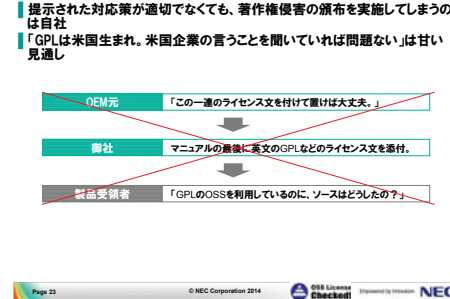 提示された対応策が適切でなくても、著作権侵害の頒布を実施してしまうの
は自社
「GPLは米国生まれ。米国企業の言うことを聞いていれば問題ない」は甘い
見通し
OEM元
「この一連のライセンス文を付けて置けば大丈夫。」
御社
マニュアルの最後に英文のGPLなどのライセンス文を添付。
製品受領者
「GPLのOSSを利用しているのに、ソースはどうしたの？」
Page 23
© NEC Corporation 2014
OSS License
Checked!
Empowered by Innovation
NEC